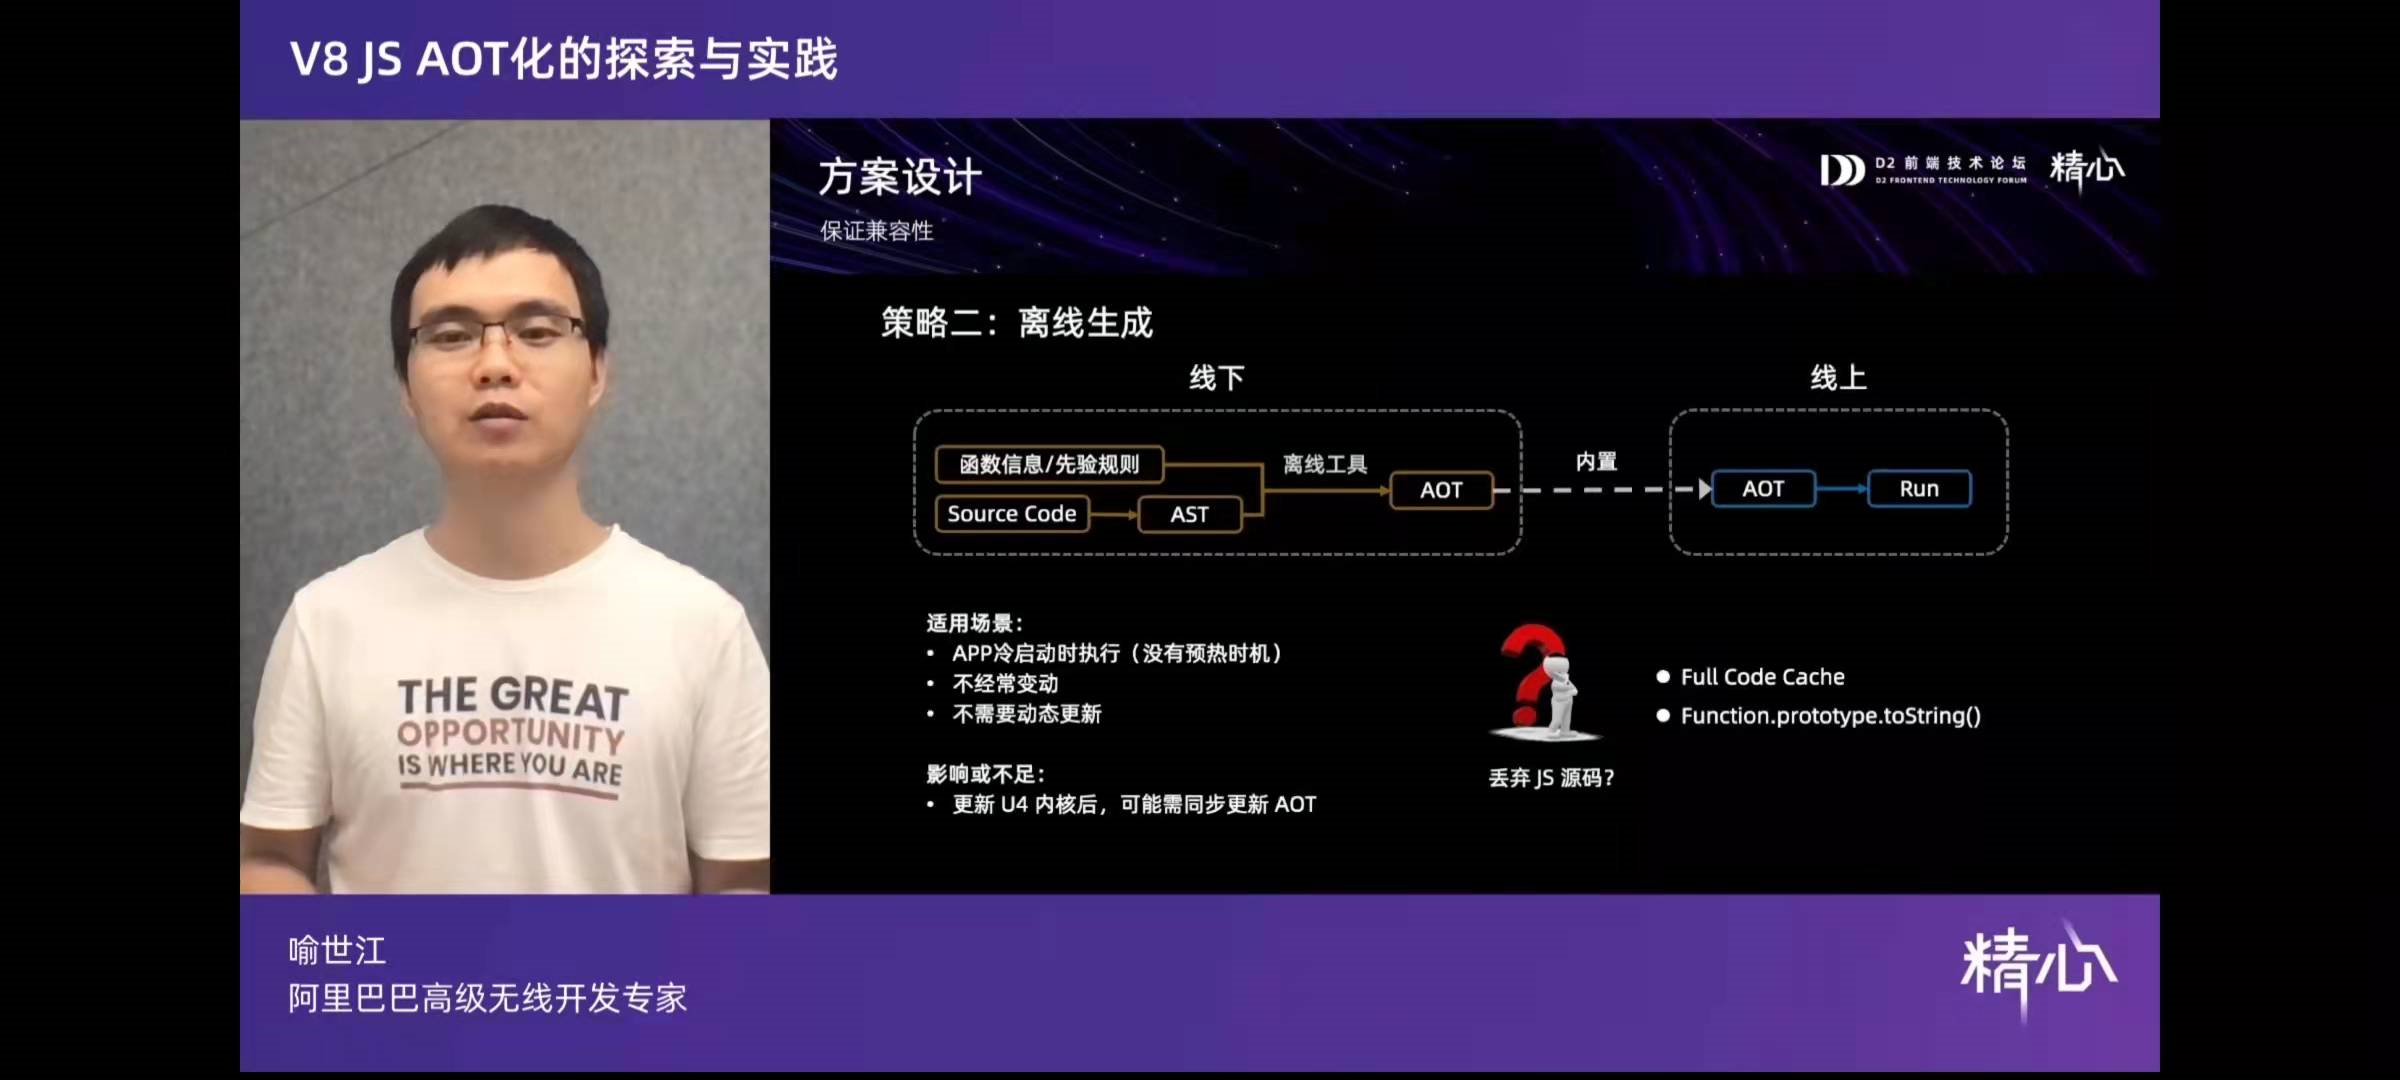 V8 JS AOT化的探索与实践
方案设计
保证兼容性
D2 前端技术论坛
D2 FRONTEND TECHNOLOGY FORUM
精心
策略二：离线生成
线下
线上
函数信息/先验规则
离线工具
Source Code
AST
AOT
内置
AOT
Run
适用场景：
• APP冷启动时执行（没有预热时机）
• 不经常变动
• 不需要动态更新
影响或不足：
• 更新 U4 内核后，可能需同步更新 AOT
丢弃 JS 源码？
● Full Code Cache
● Function.prototype.toString()
THE GREAT
OPPORTUNITY
IS WHERE YOU ARE
喻世江
阿里巴巴高级无线开发专家
精心